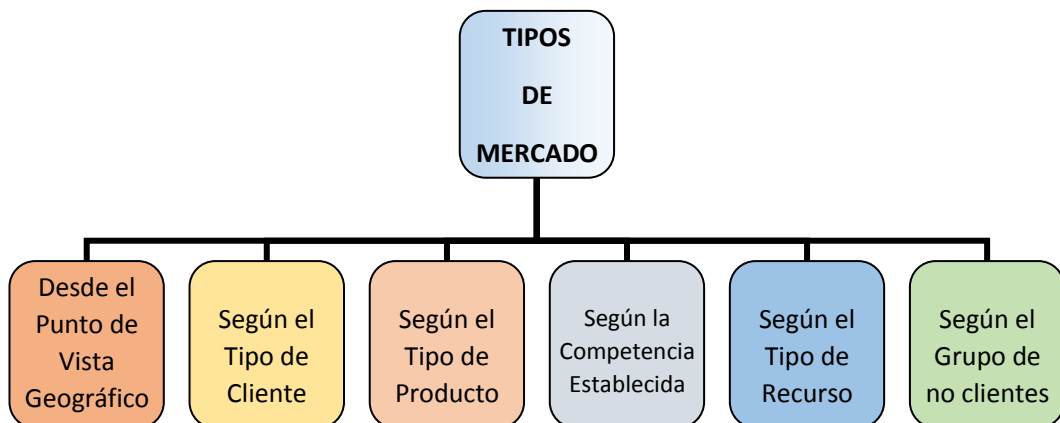 TIPOS
DE
MERCADO
Desde el
Punto de
Vista
Geográfico
Según el
Tipo de
Cliente
Según el
Tipo de
Producto
Según la
Competencia
Establecida
Según el
Tipo de
Recurso
Según el
Grupo de
no clientes